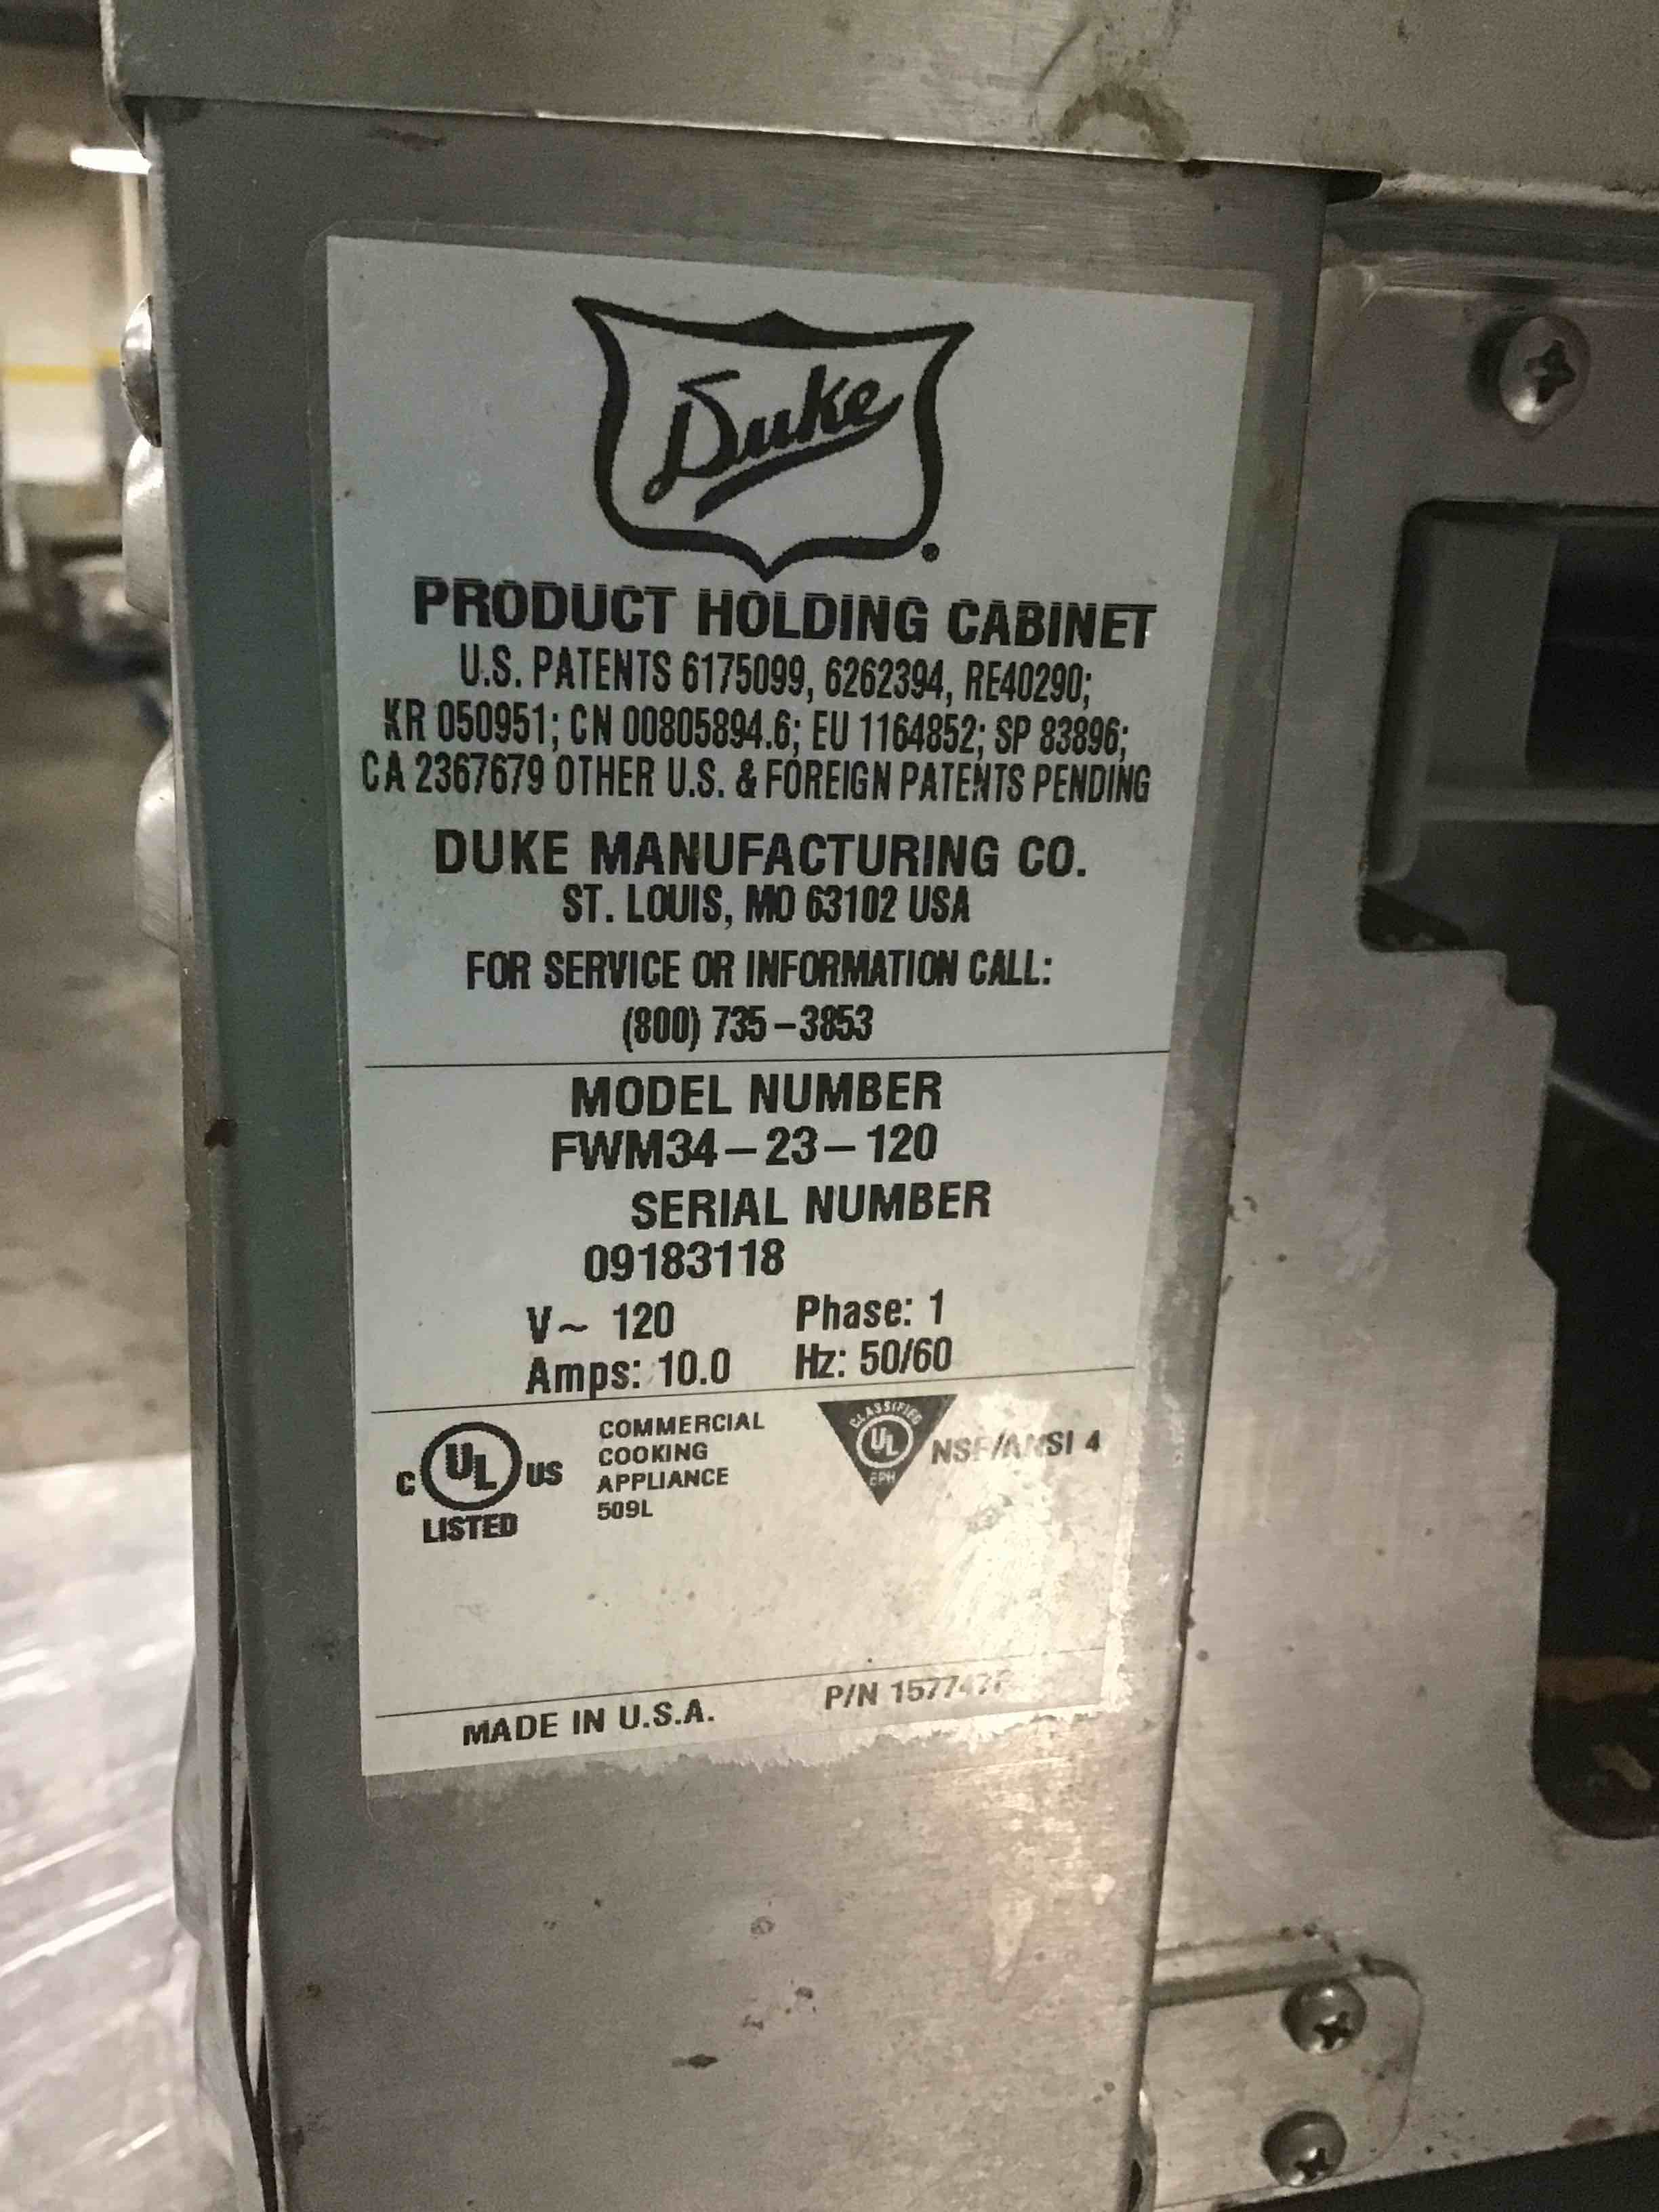 Duke
PRODUCT HOLDING CABINET
U.S. PATENTS 6175099, 6262394, RE40290;
KR 050951; CN 00805894.6; EU 1164852; SP 83896;
CA 2367679 OTHER U.S. & FOREIGN PATENTS PENDING
DUKE MANUFACTURING CO.
ST. LOUIS, MO 63102 USA
FOR SERVICE OR INFORMATION CALL:
(800) 735-3853
MODEL NUMBER
FWM34-23-120
SERIAL NUMBER
09183118
V~ 120 Phase: 1
Amps: 10.0 Hz: 50/60
C UL US LISTED
COMMERCIAL
COOKING
APPLIANCE
509L
CLASSIFIED
UL
EPH
NSF/ANSI 4
MADE IN U.S.A. P/N